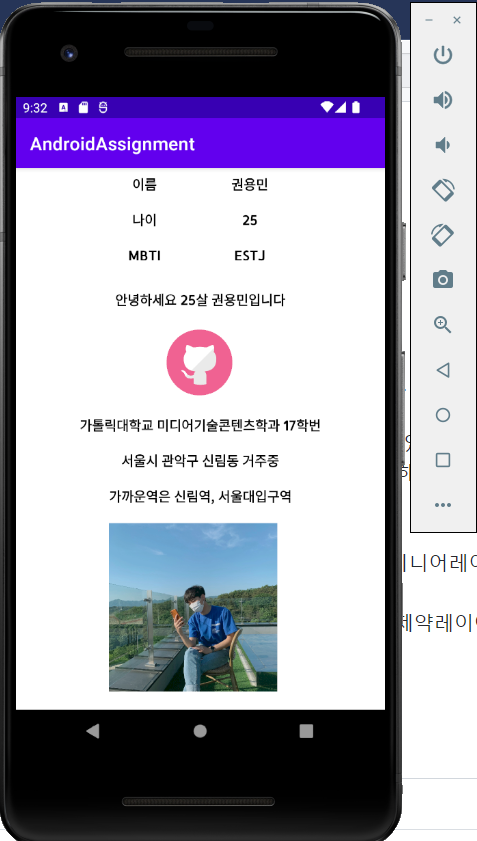 9:32
AndroidAssignment
이름 권용민
나이 25
MBTI ESTJ
안녕하세요 25살 권용민입니다
가톨릭대학교 미디어기술콘텐츠학과 17학번
서울시 관악구 신림동 거주중
가까운역은 신림역, 서울대입구역
니어레이
제약레이